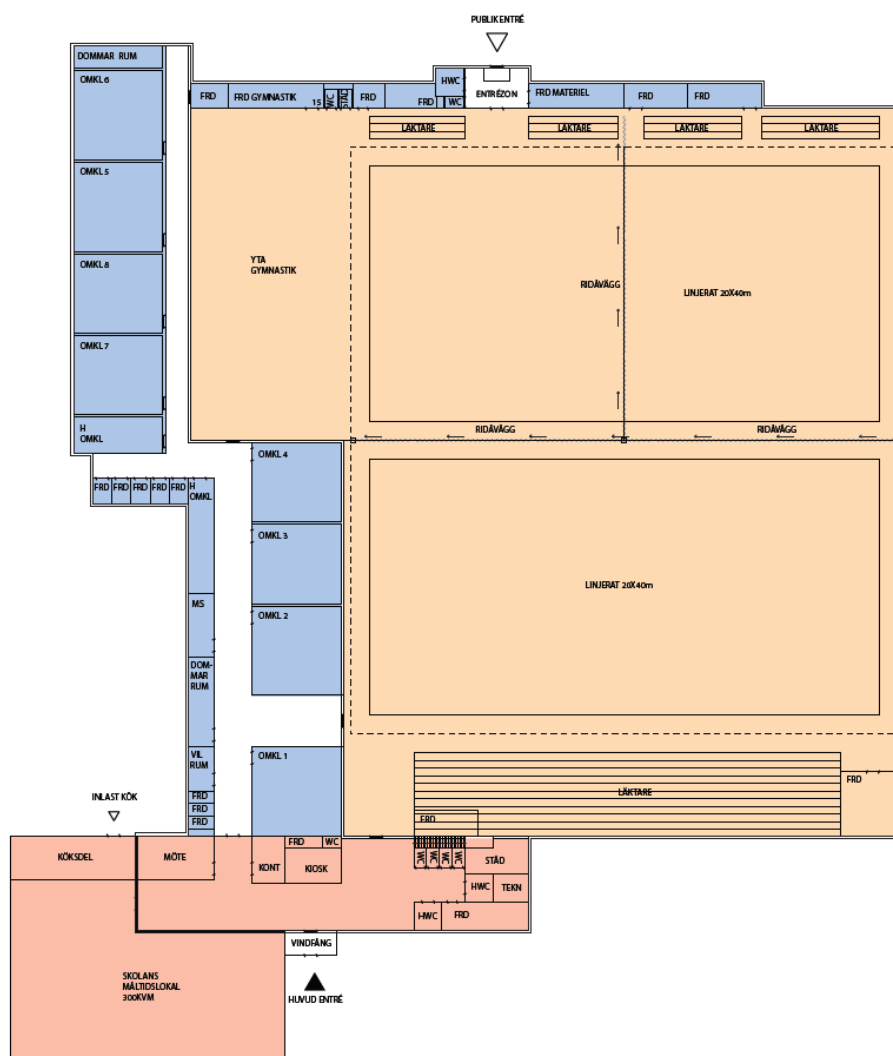 PUBLIK ENTRÉ
DOMMAR RUM
OMKL 6
FRD
FRD GYMNASTIK
15
WC
STÄD
FRD
FRD
HWC
WC
ENTRÉZON
FRD MATERIEL
FRD
FRD
LÄKTARE
LÄKTARE
LÄKTARE
LÄKTARE
OMKL 5
YTA
GYMNASTIK
OMKL 8
RIDÅVÄGG
LINJERAT 20X40m
OMKL 7
H
OMKL
RIDÅVÄGG
RIDÅVÄGG
OMKL 4
FRD
FRD
FRD
FRD
FRD
H
OMKL
OMKL 3
LINJERAT 20X40m
MS
OMKL 2
DOM-
MAR
RUM
VIL
RUM
OMKL 1
FRD
FRD
FRD
INLAST KÖK
LÄKTARE
FRD
FRD
KÖKSDEL
MÖTE
KONT
FRD
WC
KIOSK
WC
WC
WC
WC
STÄD
HWC
TEKN
HWC
FRD
VINDFÅNG
SKOLANS
MÅLTIDSLOKAL
300KVM
HUVUD ENTRÉ